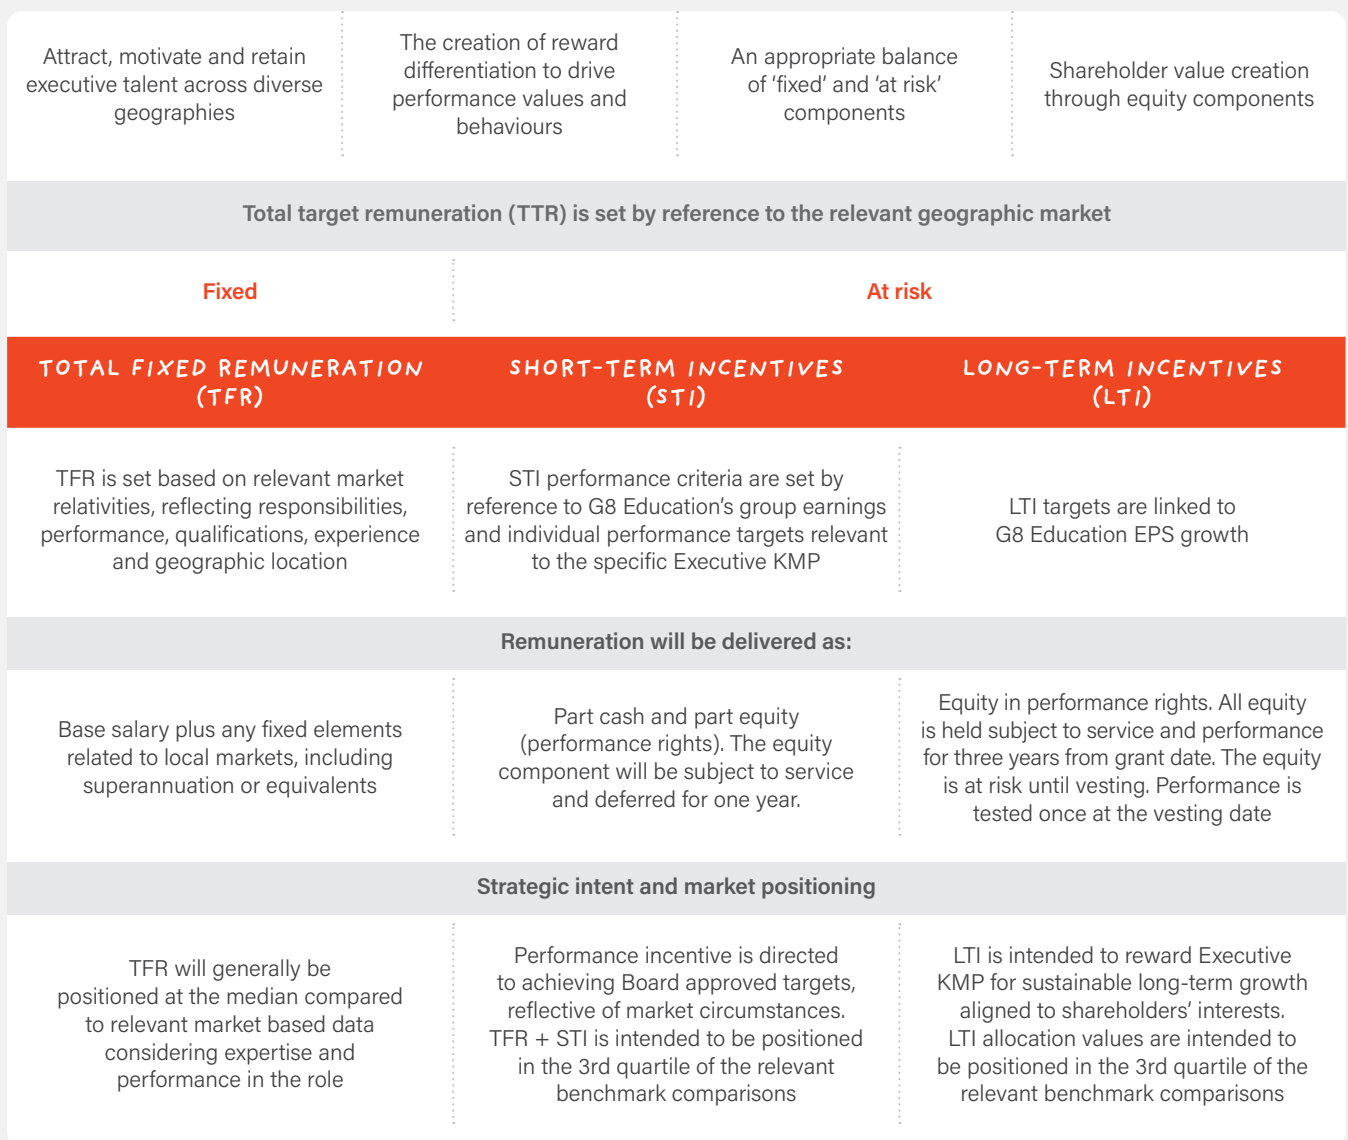 Attract, motivate and retain
executive talent across diverse
geographies
The creation of reward
differentiation to drive
performance values and
behaviours
An appropriate balance
of ‘fixed’ and ‘at risk’
components
Shareholder value creation
through equity components
Total target remuneration (TTR) is set by reference to the relevant geographic market
Fixed
At risk
TOTAL FIXED REMUNERATION
(TFR)
SHORT-TERM INCENTIVES
(STI)
LONG-TERM INCENTIVES
(LTI)
TFR is set based on relevant market
relativities, reflecting responsibilities,
performance, qualifications, experience
and geographic location
STI performance criteria are set by
reference to G8 Education’s group earnings
and individual performance targets relevant
to the specific Executive KMP
LTI targets are linked to
G8 Education EPS growth
Remuneration will be delivered as:
Base salary plus any fixed elements
related to local markets, including
superannuation or equivalents
Part cash and part equity
(performance rights). The equity
component will be subject to service
and deferred for one year.
Equity in performance rights. All equity
is held subject to service and performance
for three years from grant date. The equity
is at risk until vesting. Performance is
tested once at the vesting date
Strategic intent and market positioning
TFR will generally be
positioned at the median compared
to relevant market based data
considering expertise and
performance in the role
Performance incentive is directed
to achieving Board approved targets,
reflective of market circumstances.
TFR + STI is intended to be positioned
in the 3rd quartile of the relevant
benchmark comparisons
LTI is intended to reward Executive
KMP for sustainable long-term growth
aligned to shareholders’ interests.
LTI allocation values are intended to
be positioned in the 3rd quartile of the
relevant benchmark comparisons